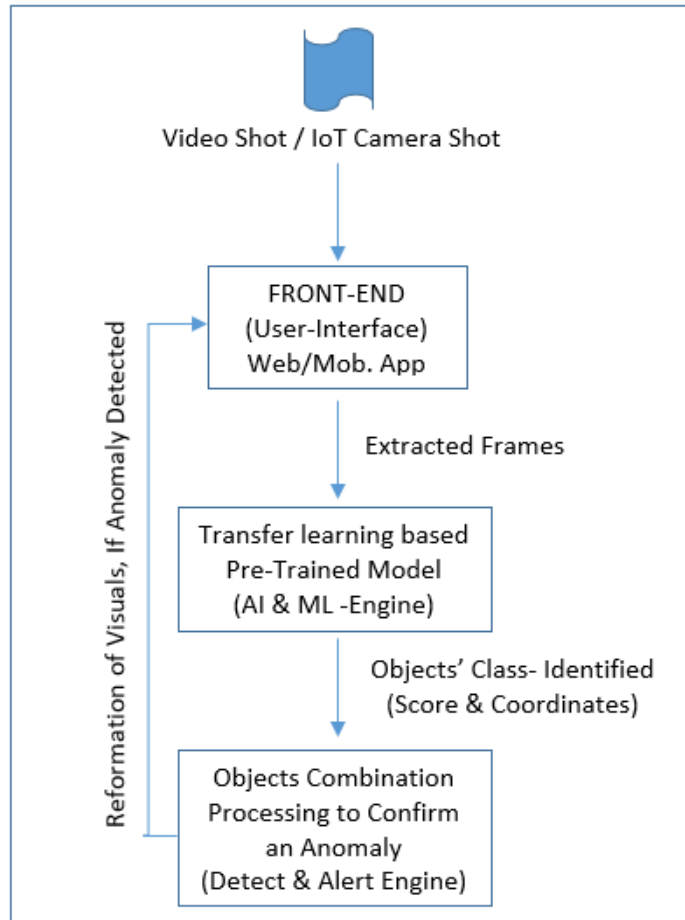 Video Shot / IoT Camera Shot
FRONT-END
(User-Interface)
Web/Mob. App
Extracted Frames
Transfer learning based
Pre-Trained Model
(AI & ML -Engine)
Objects’ Class- Identified
(Score & Coordinates)
Objects Combination
Processing to Confirm
an Anomaly
(Detect & Alert Engine)
Reformation of Visuals, If Anomaly Detected